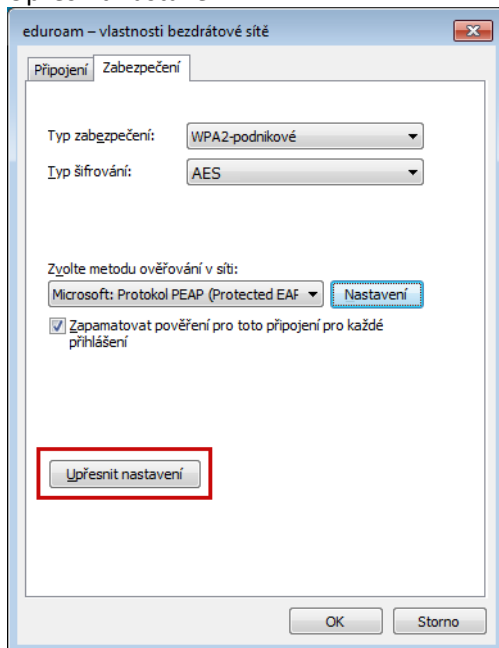 eduroam – vlastnosti bezdrátové sítě
Připojení Zabezpečení
Typ zabezpečení: WPA2-podnikové
Typ šifrování: AES
Zvolte metodu ověřování v síti:
Microsoft: Protokol PEAP (Protected EAF Nastavení
Zapamatovat pověření pro toto připojení pro každé
přihlášení
Upřesnit nastavení
OK Storno